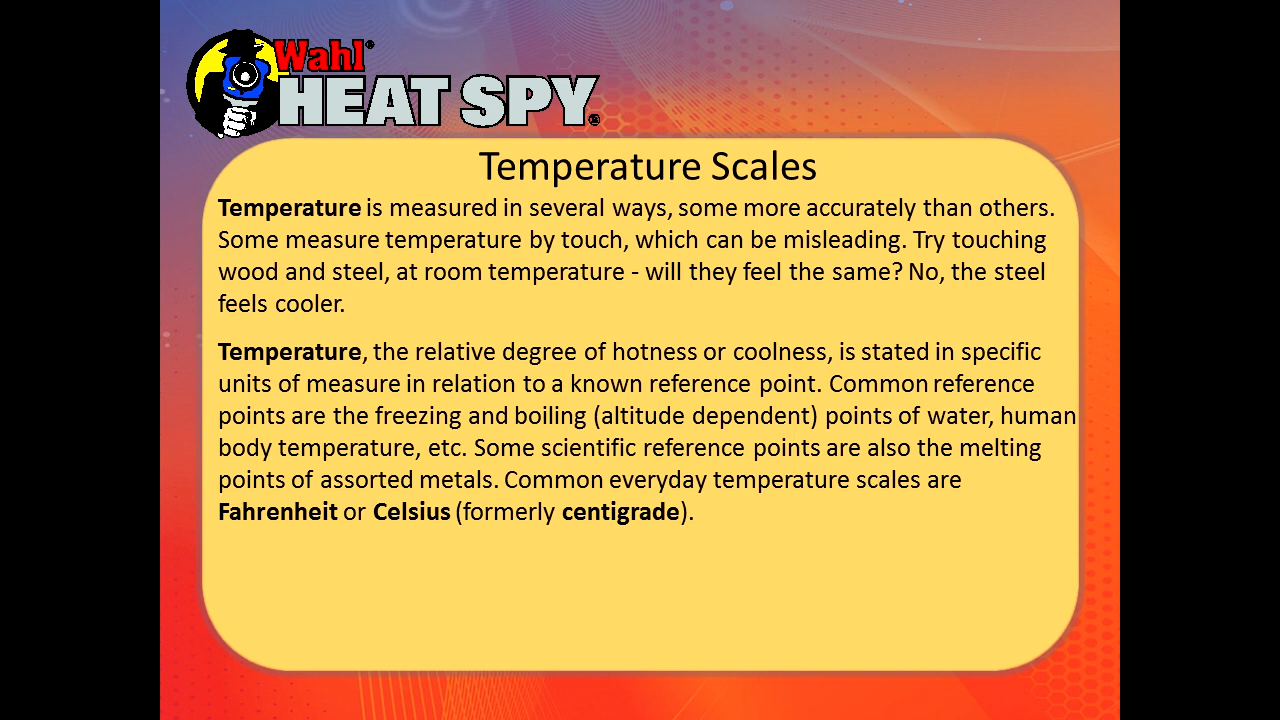 Wahl®
HEAT SPY®
Temperature Scales
Temperature is measured in several ways, some more accurately than others.
Some measure temperature by touch, which can be misleading. Try touching
wood and steel, at room temperature - will they feel the same? No, the steel
feels cooler.
Temperature, the relative degree of hotness or coolness, is stated in specific
units of measure in relation to a known reference point. Common reference
points are the freezing and boiling (altitude dependent) points of water, human
body temperature, etc. Some scientific reference points are also the melting
points of assorted metals. Common everyday temperature scales are
Fahrenheit or Celsius (formerly centigrade).